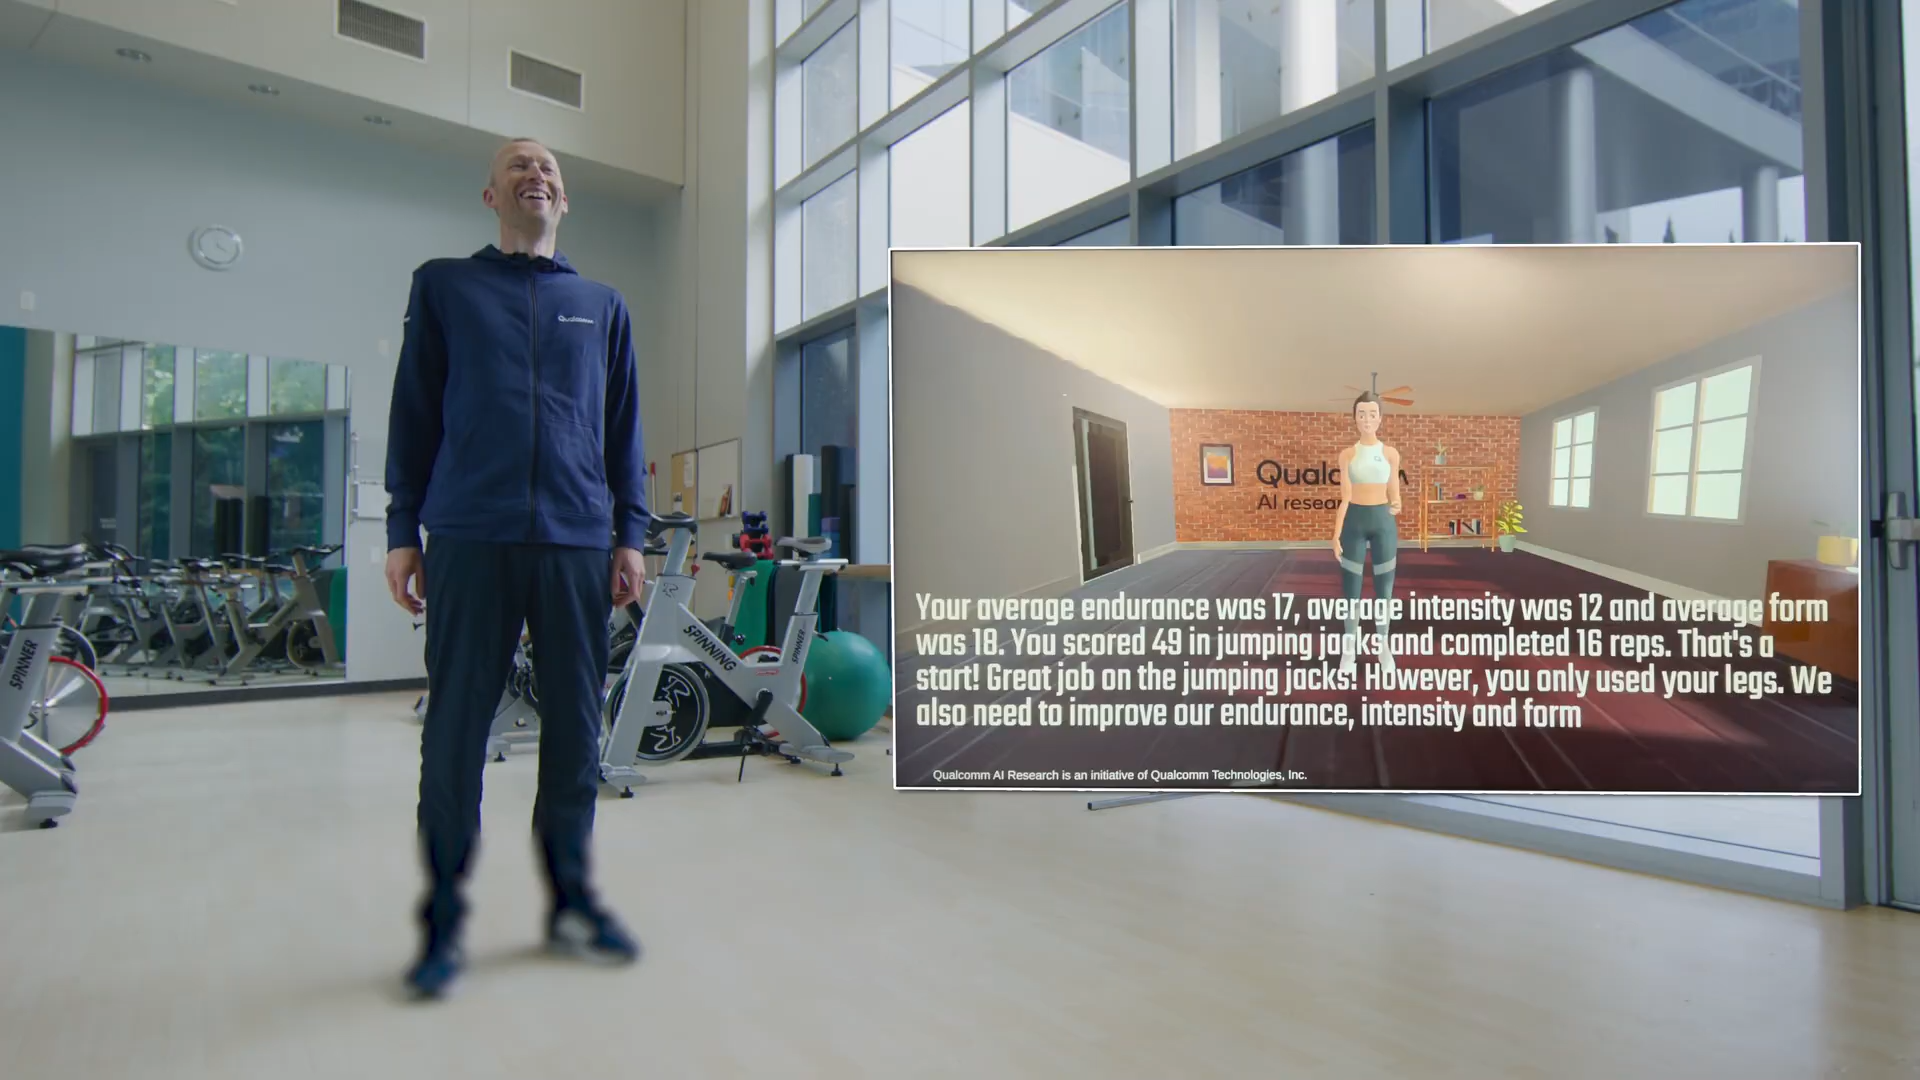 Qualcomm
SPINNER
SPINNING
SPINNER
AI resear
Your average endurance was 17, average intensity was 12 and average form
was 18. You scored 49 in jumping jacks and completed 16 reps. That's a
start! Great job on the jumping jacks! However, you only used your legs. We
also need to improve our endurance, intensity and form
Qualcomm AI Research is an initiative of Qualcomm Technologies, Inc.